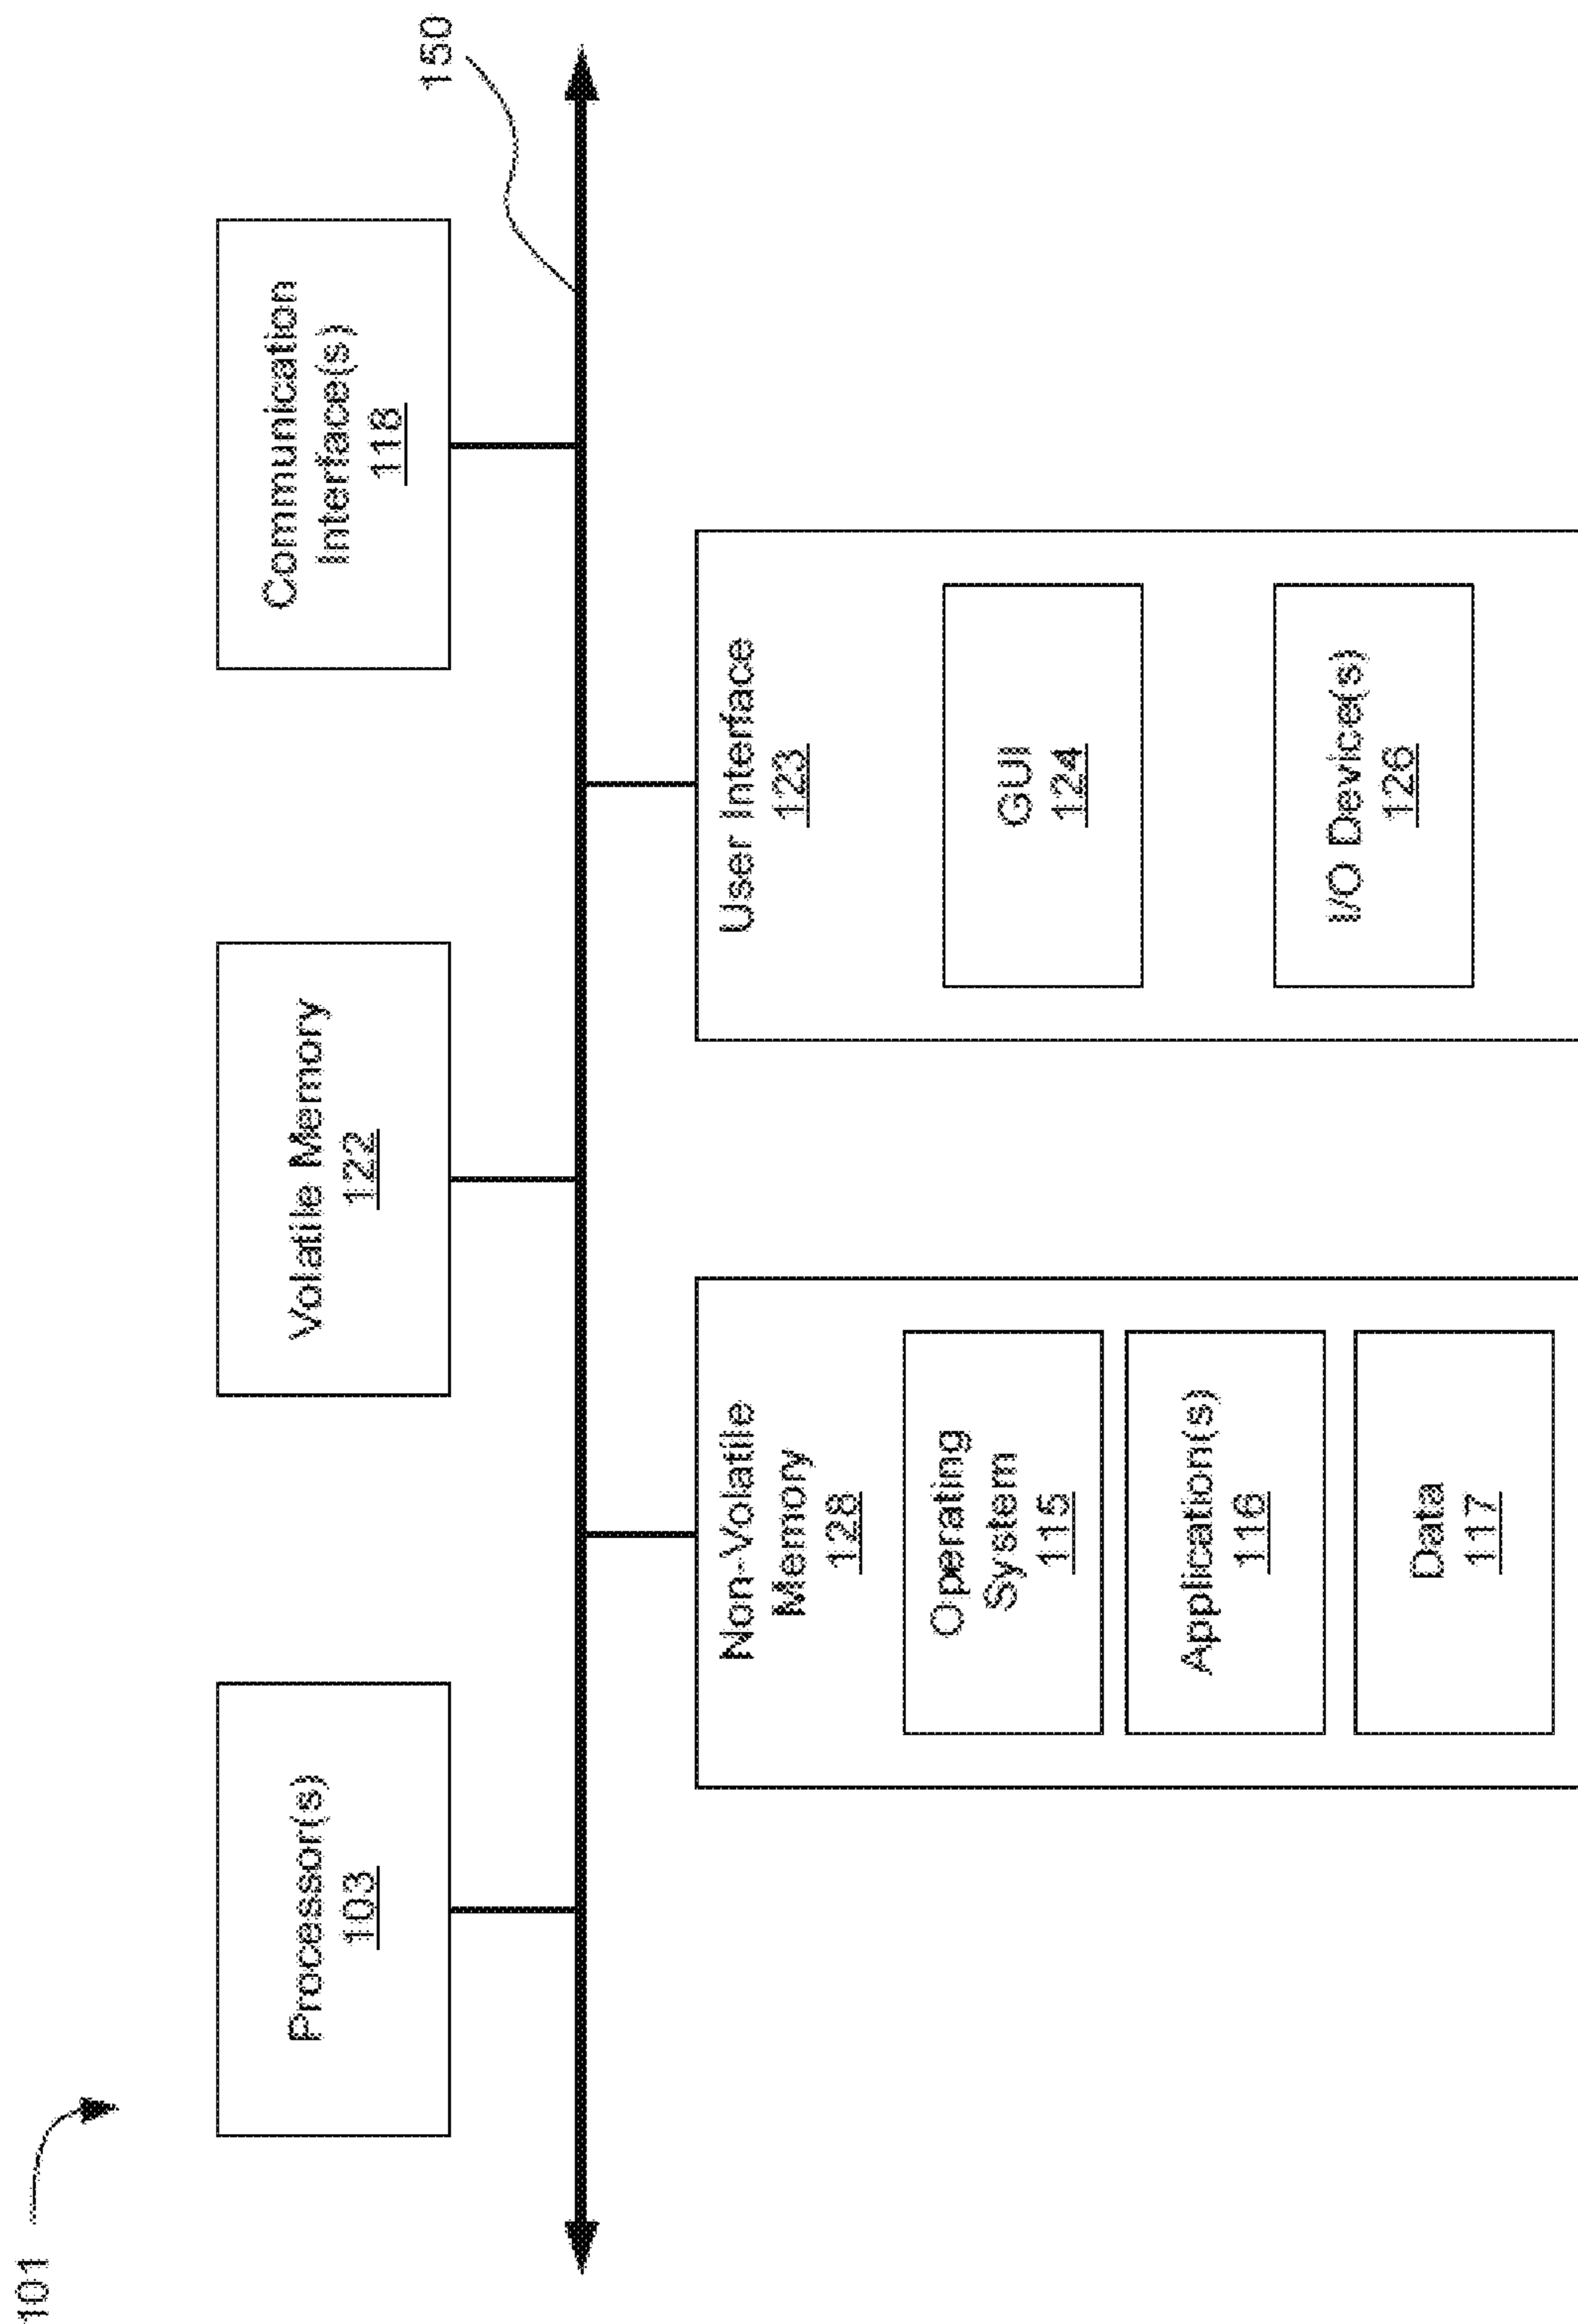 101
Processor(s)
103
Volatile Memory
122
Communication
Interface(s)
118
150
Non-Volatile
Memory
128
Operating
System
115
Application(s)
116
Data
117
User Interface
123
GUI
124
I/O Device(s)
126